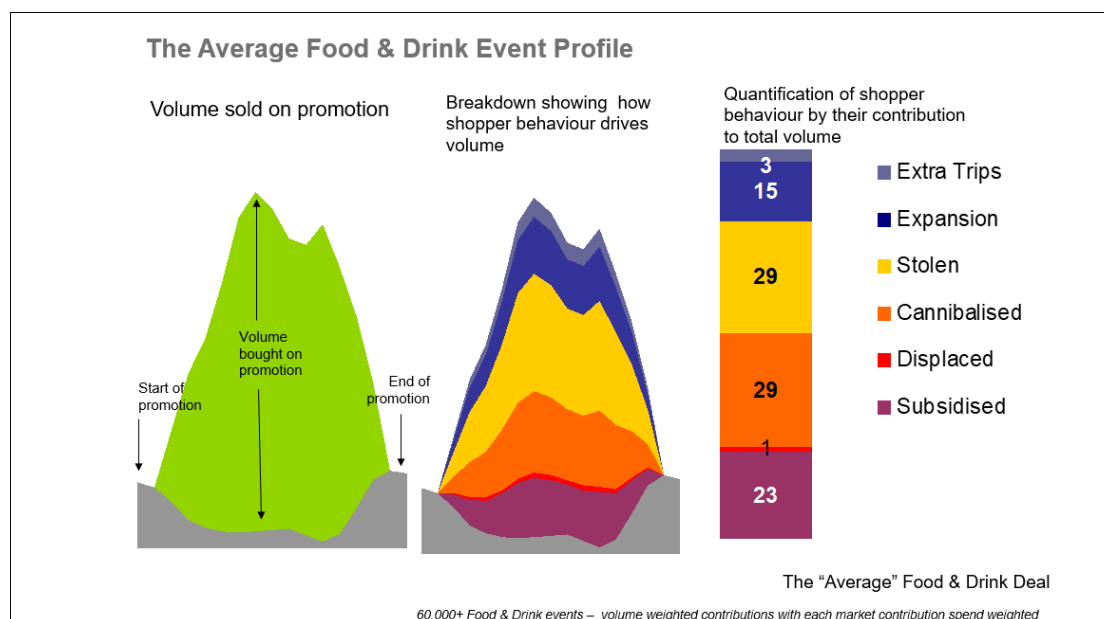 The Average Food & Drink Event Profile
Volume sold on promotion
Breakdown showing how
shopper behaviour drives
volume
Quantification of shopper
behaviour by their contribution
to total volume
Volume
bought on
promotion
Start of
promotion
End of
promotion
3
15
29
29
1
23
Extra Trips
Expansion
Stolen
Cannibalised
Displaced
Subsidised
The “Average” Food & Drink Deal
60,000+ Food & Drink events – volume weighted contributions with each market contribution spend weighted